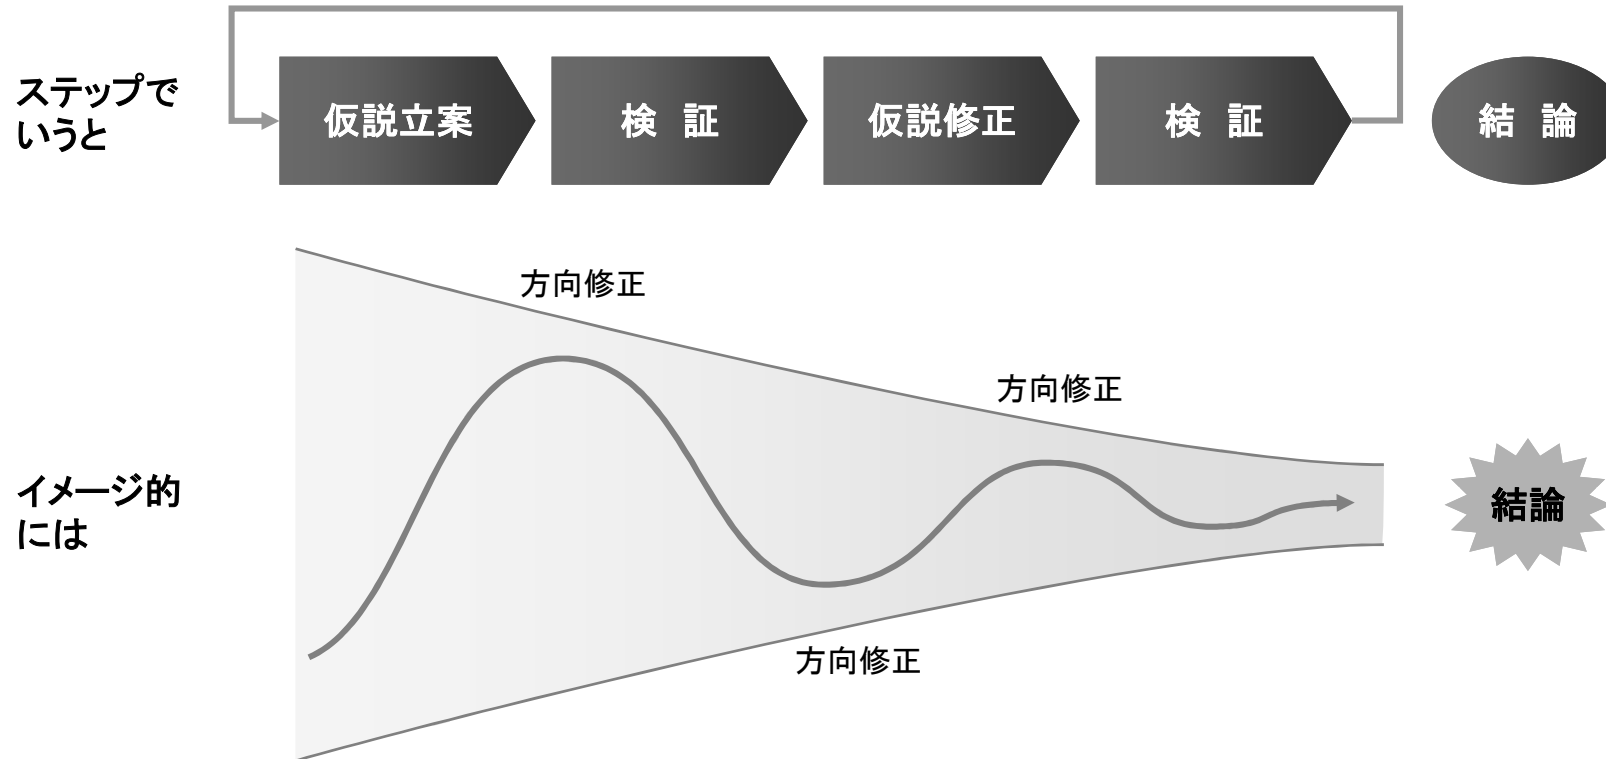 ステップで
いうと
仮説立案
検 証
仮説修正
検 証
結 論
方向修正
方向修正
イメージ的
には
結論
方向修正